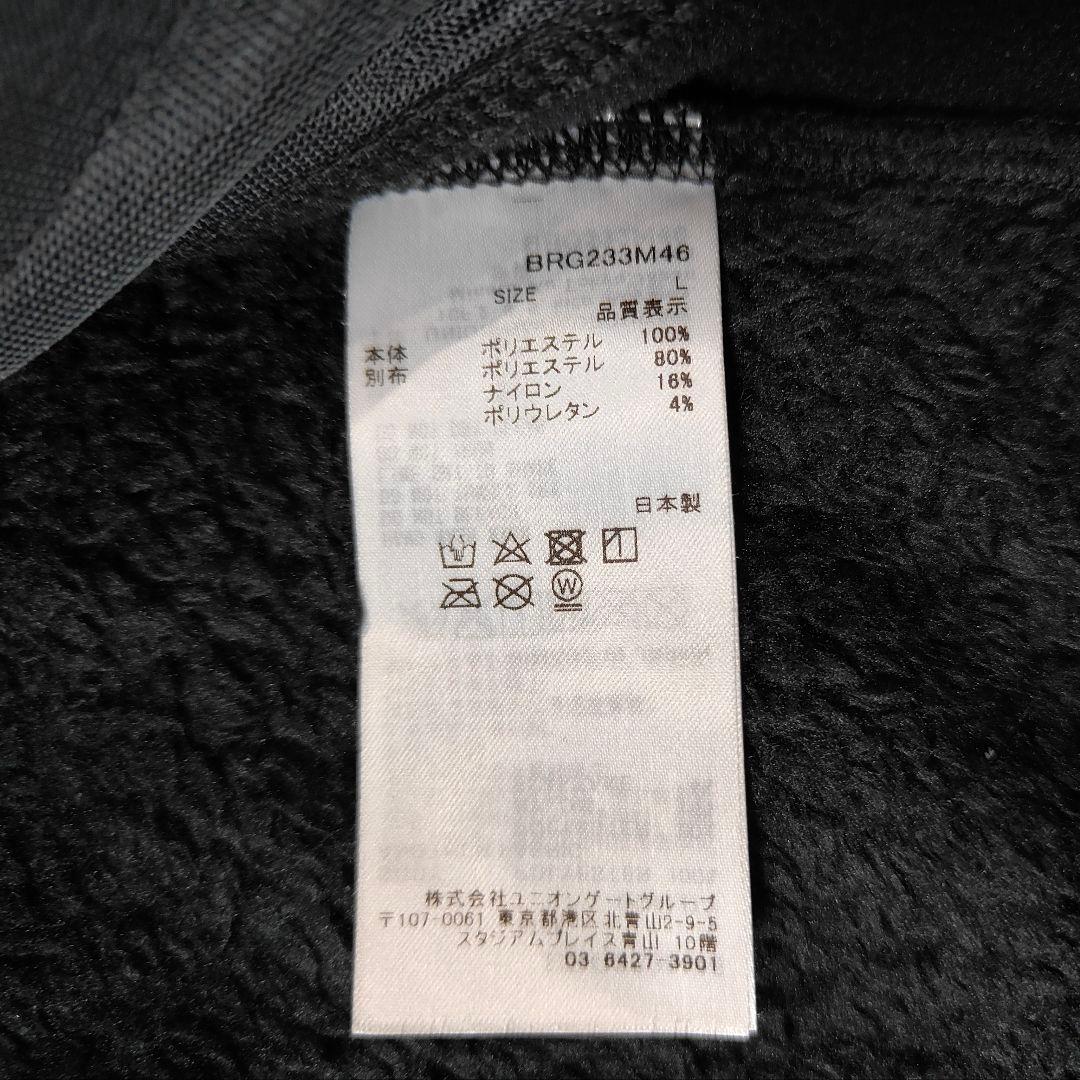 BRG233M46
SIZE L
品質表示
本体 ポリエステル 100%
別布 ポリエステル 80%
ナイロン 16%
ポリウレタン 4%
日本製
W
株式会社ユニオンゲートグループ
〒107-0061 東京都港区北青山2-9-5
スタジアムプレイス青山 10階
03 6427-3901